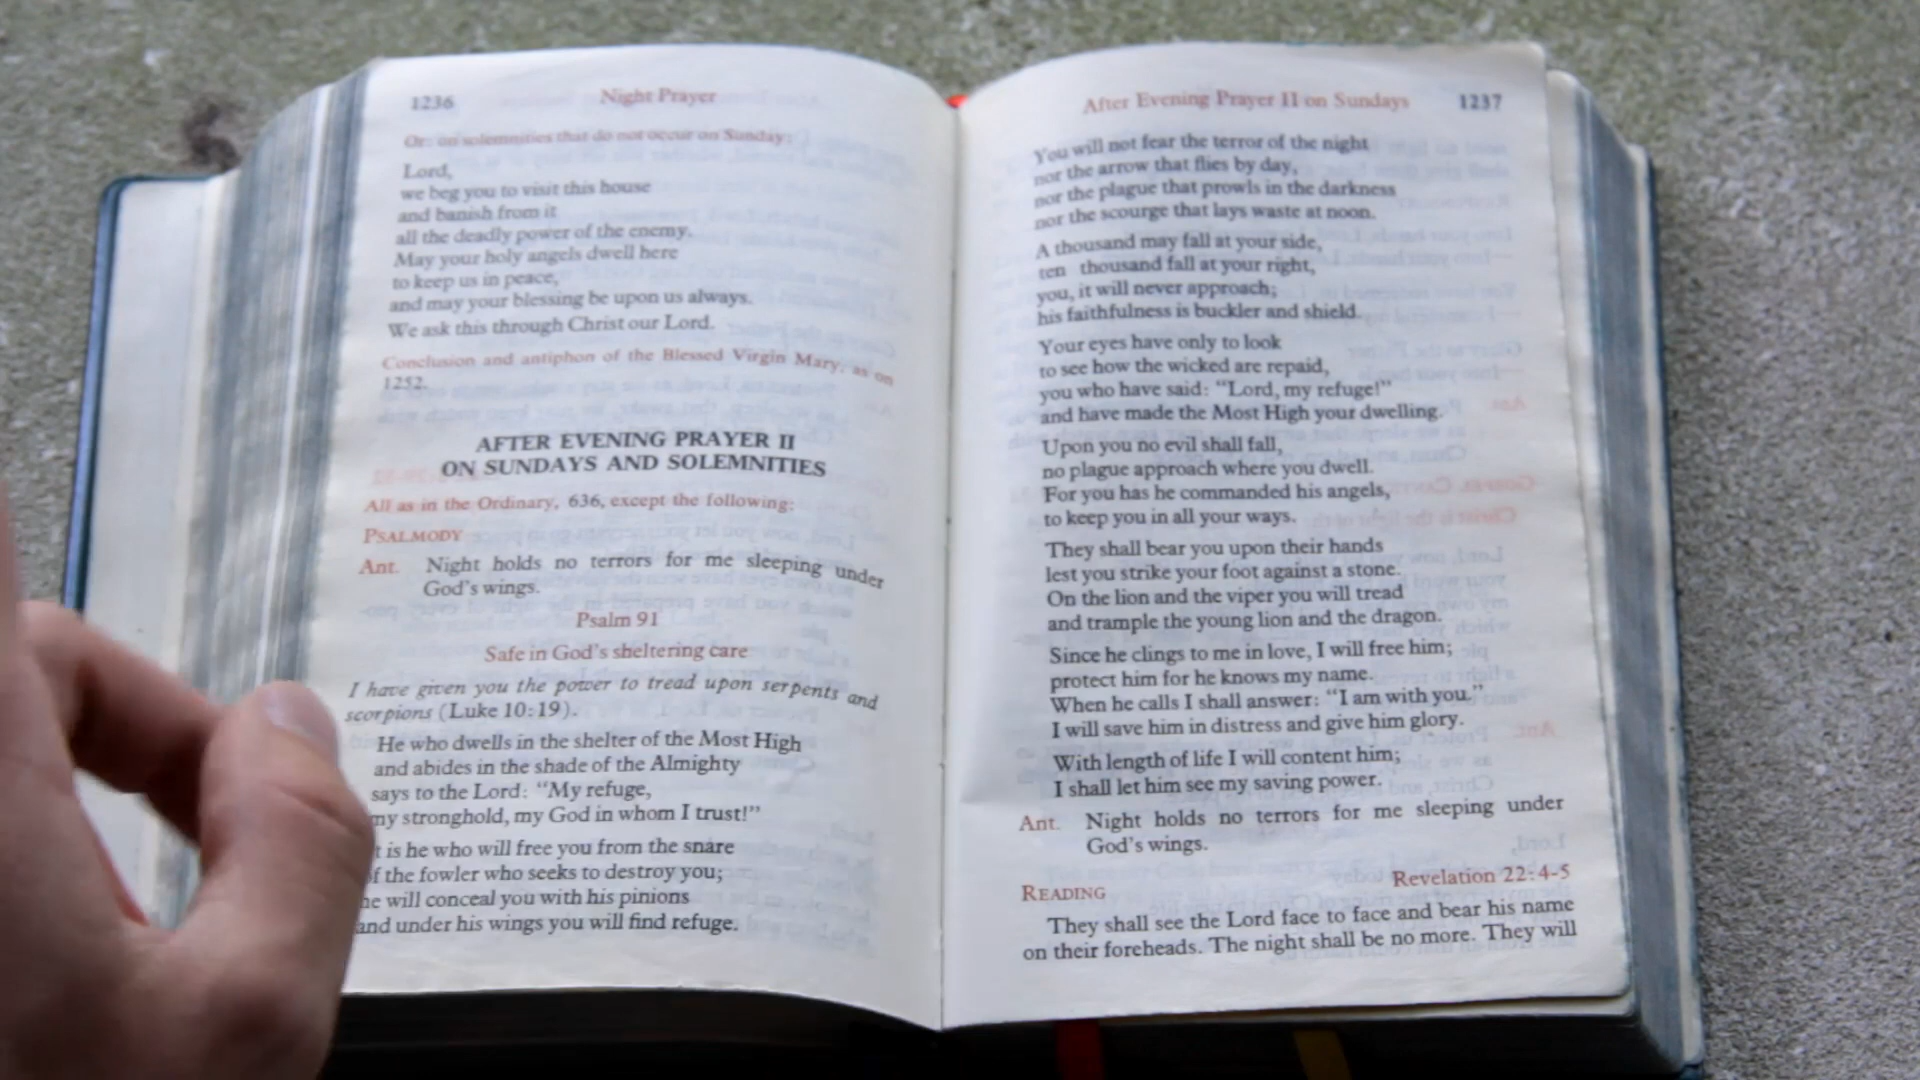 1236 Night Prayer
Or: on solemnities that do not occur on Sunday:
Lord,
we beg you to visit this house
and banish from it
all the deadly power of the enemy.
May your holy angels dwell here
to keep us in peace,
and may your blessing be upon us always.
We ask this through Christ our Lord.
Conclusion and antiphon of the Blessed Virgin Mary, as on
1252.
AFTER EVENING PRAYER II
ON SUNDAYS AND SOLEMNITIES
All as in the Ordinary, 636, except the following:
PSALMODY
Ant. Night holds no terrors for me sleeping under
God's wings.
Psalm 91
Safe in God's sheltering care
I have given you the power to tread upon serpents and
scorpions (Luke 10:19).
He who dwells in the shelter of the Most High
and abides in the shade of the Almighty
says to the Lord: "My refuge,
my stronghold, my God in whom I trust!"
t is he who will free you from the snare
f the fowler who seeks to destroy you;
he will conceal you with his pinions
and under his wings you will find refuge.
After Evening Prayer II on Sundays 1237
You will not fear the terror of the night
nor the arrow that flies by day,
nor the plague that prowls in the darkness
nor the scourge that lays waste at noon.
A thousand may fall at your side,
ten thousand fall at your right,
you, it will never approach;
his faithfulness is buckler and shield.
Your eyes have only to look
to see how the wicked are repaid,
you who have said: "Lord, my refuge!"
and have made the Most High your dwelling.
Upon you no evil shall fall,
no plague approach where you dwell.
For you has he commanded his angels,
to keep you in all your ways.
They shall bear you upon their hands
lest you strike your foot against a stone.
On the lion and the viper you will tread
and trample the young lion and the dragon.
Since he clings to me in love, I will free him;
protect him for he knows my name.
When he calls I shall answer: "I am with you."
I will save him in distress and give him glory.
With length of life I will content him;
I shall let him see my saving power.
Ant. Night holds no terrors for me sleeping under
God's wings.
READING Revelation 22:4-5
They shall see the Lord face to face and bear his name
on their foreheads. The night shall be no more. They will